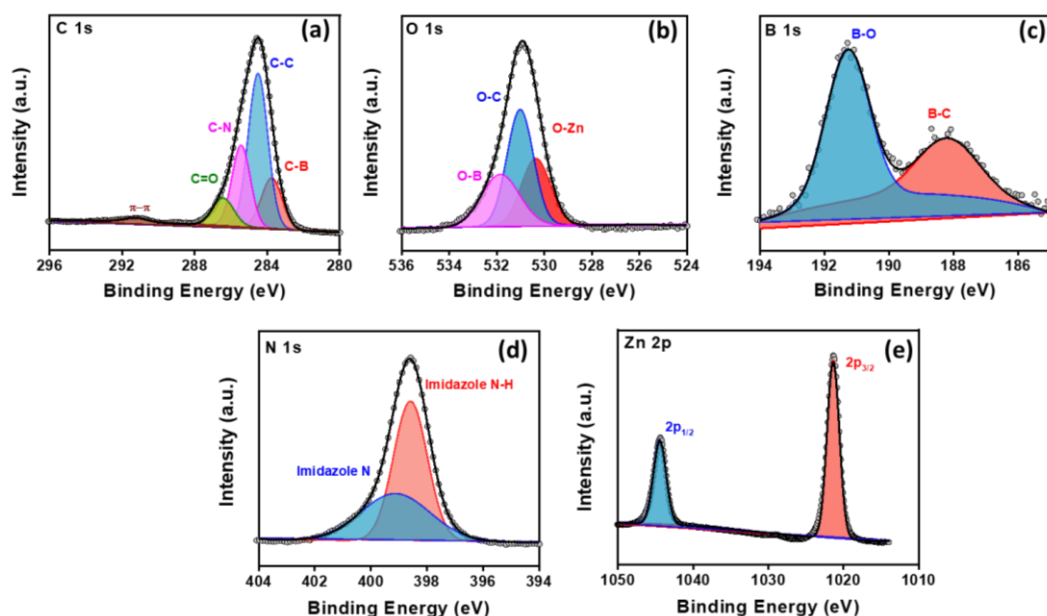 C 1s
(a)
C-C
C-N
C-B
C=O
π–π
Intensity (a.u.)
296 292 288 284 280
Binding Energy (eV)
O 1s
(b)
O-C
O-Zn
O-B
Intensity (a.u.)
536 534 532 530 528 526 524
Binding Energy (eV)
B 1s
(c)
B-O
B-C
Intensity (a.u.)
194 192 190 188 186
Binding Energy (eV)
N 1s
(d)
Imidazole N-H
Imidazole N
Intensity (a.u.)
404 402 400 398 396 394
Binding Energy (eV)
Zn 2p
(e)
2p3/2
2p1/2
Intensity (a.u.)
1050 1040 1030 1020 1010
Binding Energy (eV)